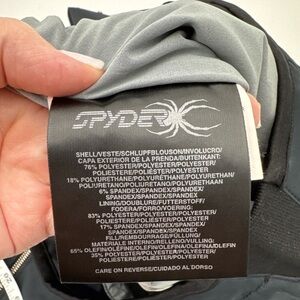 SPYDER
SHELL/VESTE/SCHLUPFBLOUSON/INVOLUCRO/
CAPA EXTERIOR DE LA PRENDA/BUITENKANT:
76% POLYESTER/POLYESTER/POLYESTER/
POLIESTERE/POLIÉSTER/POLYESTER
18% POLYURETHANE/POLYURETHANE/POLYURETHAN/
POLIURETANO/POLIURETANO/POLYURETHAAN
6% SPANDEX/SPANDEX/SPANDEX
SPANDEX/SPANDEX/SPANDEX
LINING/DOUBLURE/FUTTERSTOFF/
FODERA/FORRO/VOERING:
83% POLYESTER/POLYESTER/POLYESTER/
POLIESTERE/POLIÉSTER/POLYESTER
17% SPANDEX/SPANDEX/SPANDEX
SPANDEX/SPANDEX/SPANDEX
FILL/REMBOURRAGE/FÜLLUNG/
MATERIALE INTERNO/RELLENO/VULLING:
65% OLEFIN/OLÉFINE/OLEFIN/OLEFIN/OLEFIN/OLEFIN
35% POLYESTER/POLYESTER/POLYESTER/
POLIESTERE/POLIÉSTER/POLYESTER
CARE ON REVERSE/CUIDADO AL DORSO